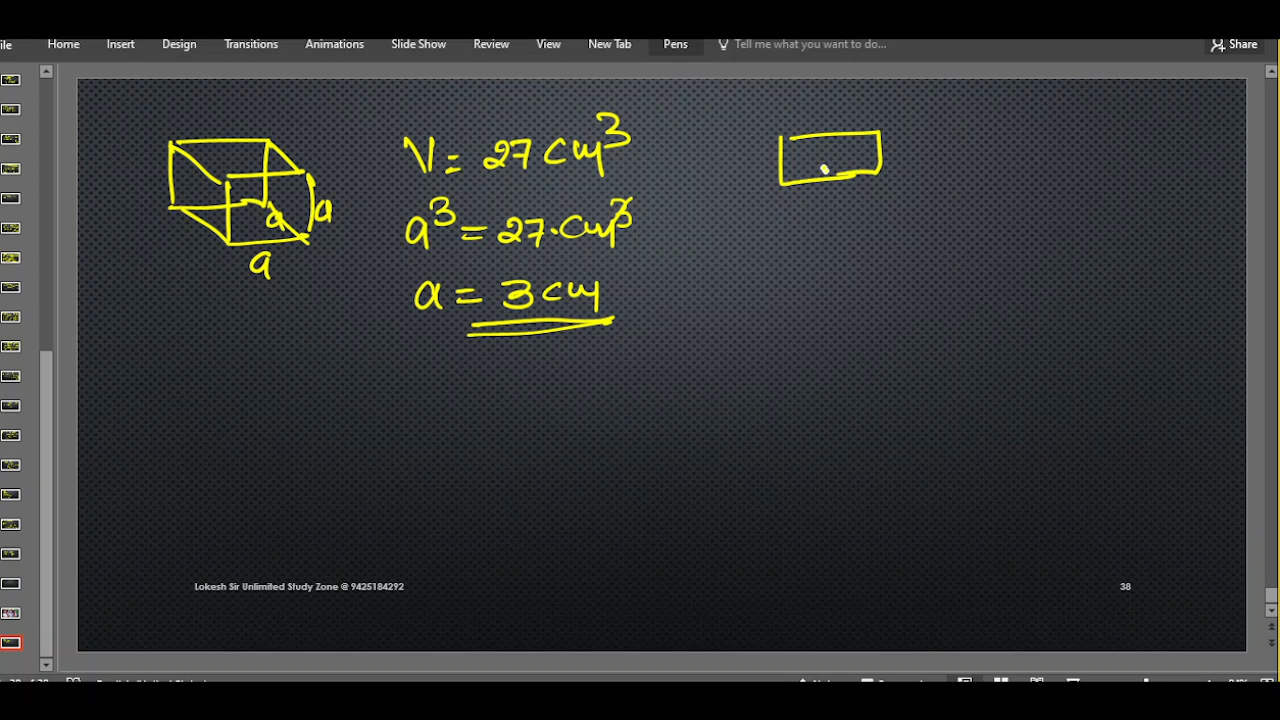 File Home Insert Design Transitions Animations Slide Show Review View New Tab Pens Tell me what you want to do... Share
V = 27 cm³
a³ = 27. cm³
a = 3 cm
a
a
a
Lokesh Sir Unlimited Study Zone @ 9425184292
38